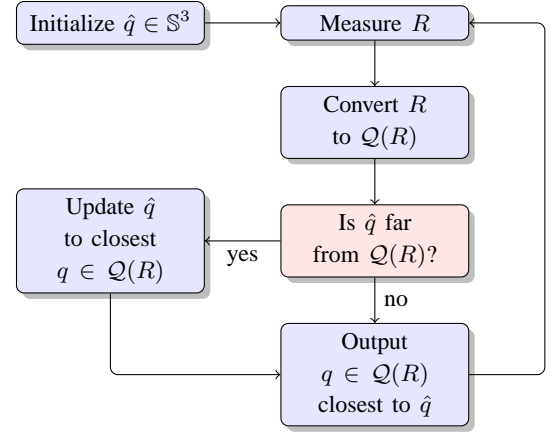 Initialize q̂ ∈ 𝕊³
Measure R
Convert R
to 𝒬(R)
Is q̂ far
from 𝒬(R)?
yes
no
Update q̂
to closest
q ∈ 𝒬(R)
Output
q ∈ 𝒬(R)
closest to q̂